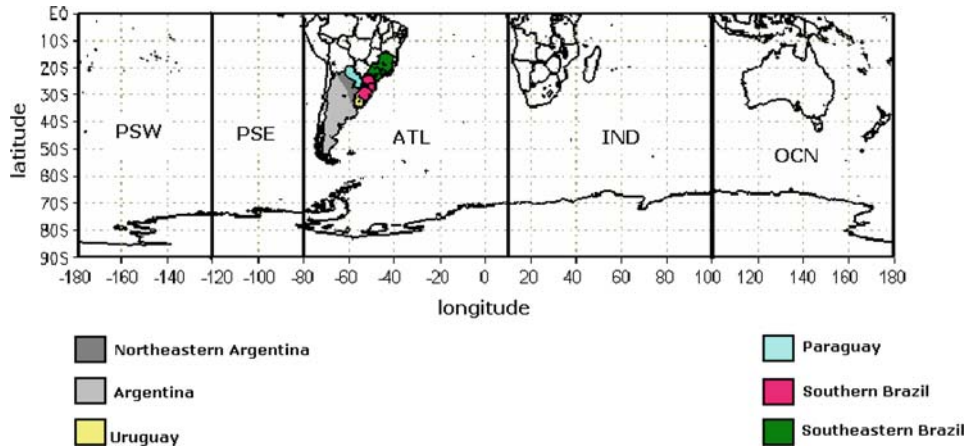 EQ
10S
20S
30S
40S
50S
60S
70S
80S
90S
latitude
PSW
PSE
ATL
IND
OCN
-180 -160 -140 -120 -100 -80 -60 -40 -20 0 20 40 60 80 100 120 140 160 180
longitude
Northeastern Argentina
Argentina
Uruguay
Paraguay
Southern Brazil
Southeastern Brazil